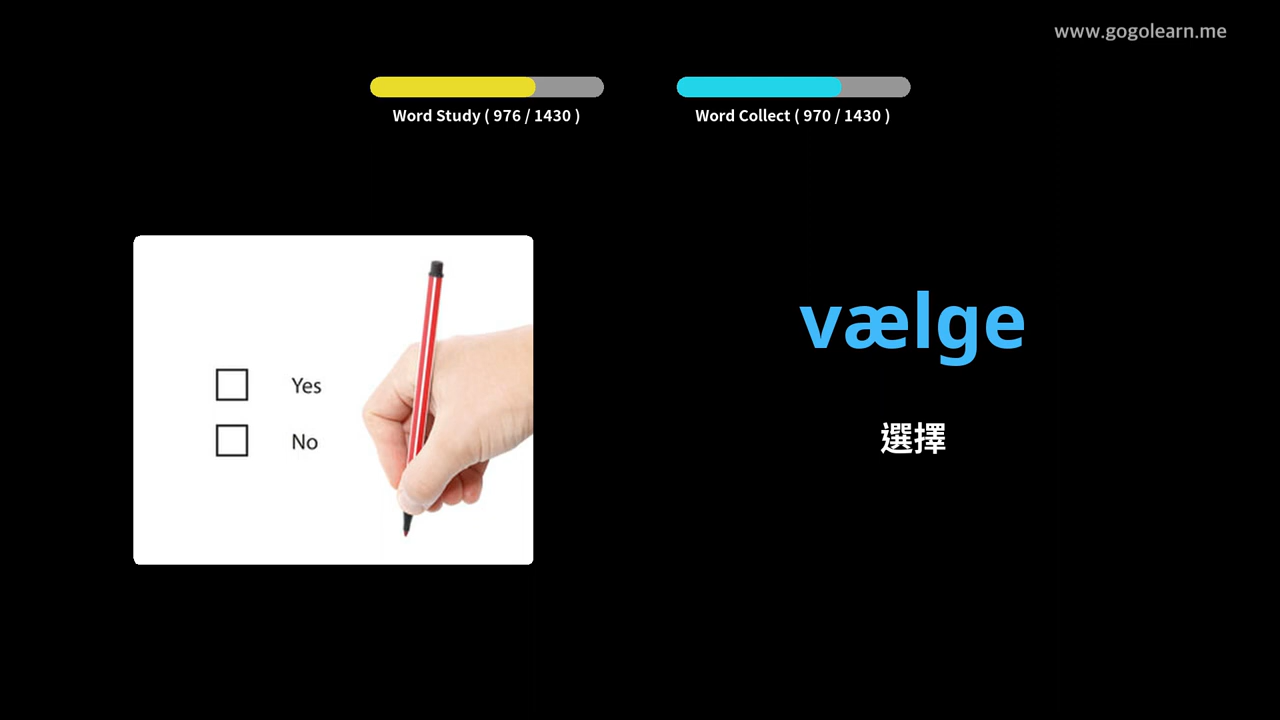 www.gogolearn.me
Word Study ( 976 / 1430 )
Word Collect ( 970 / 1430 )
Yes
No
vælge
選擇